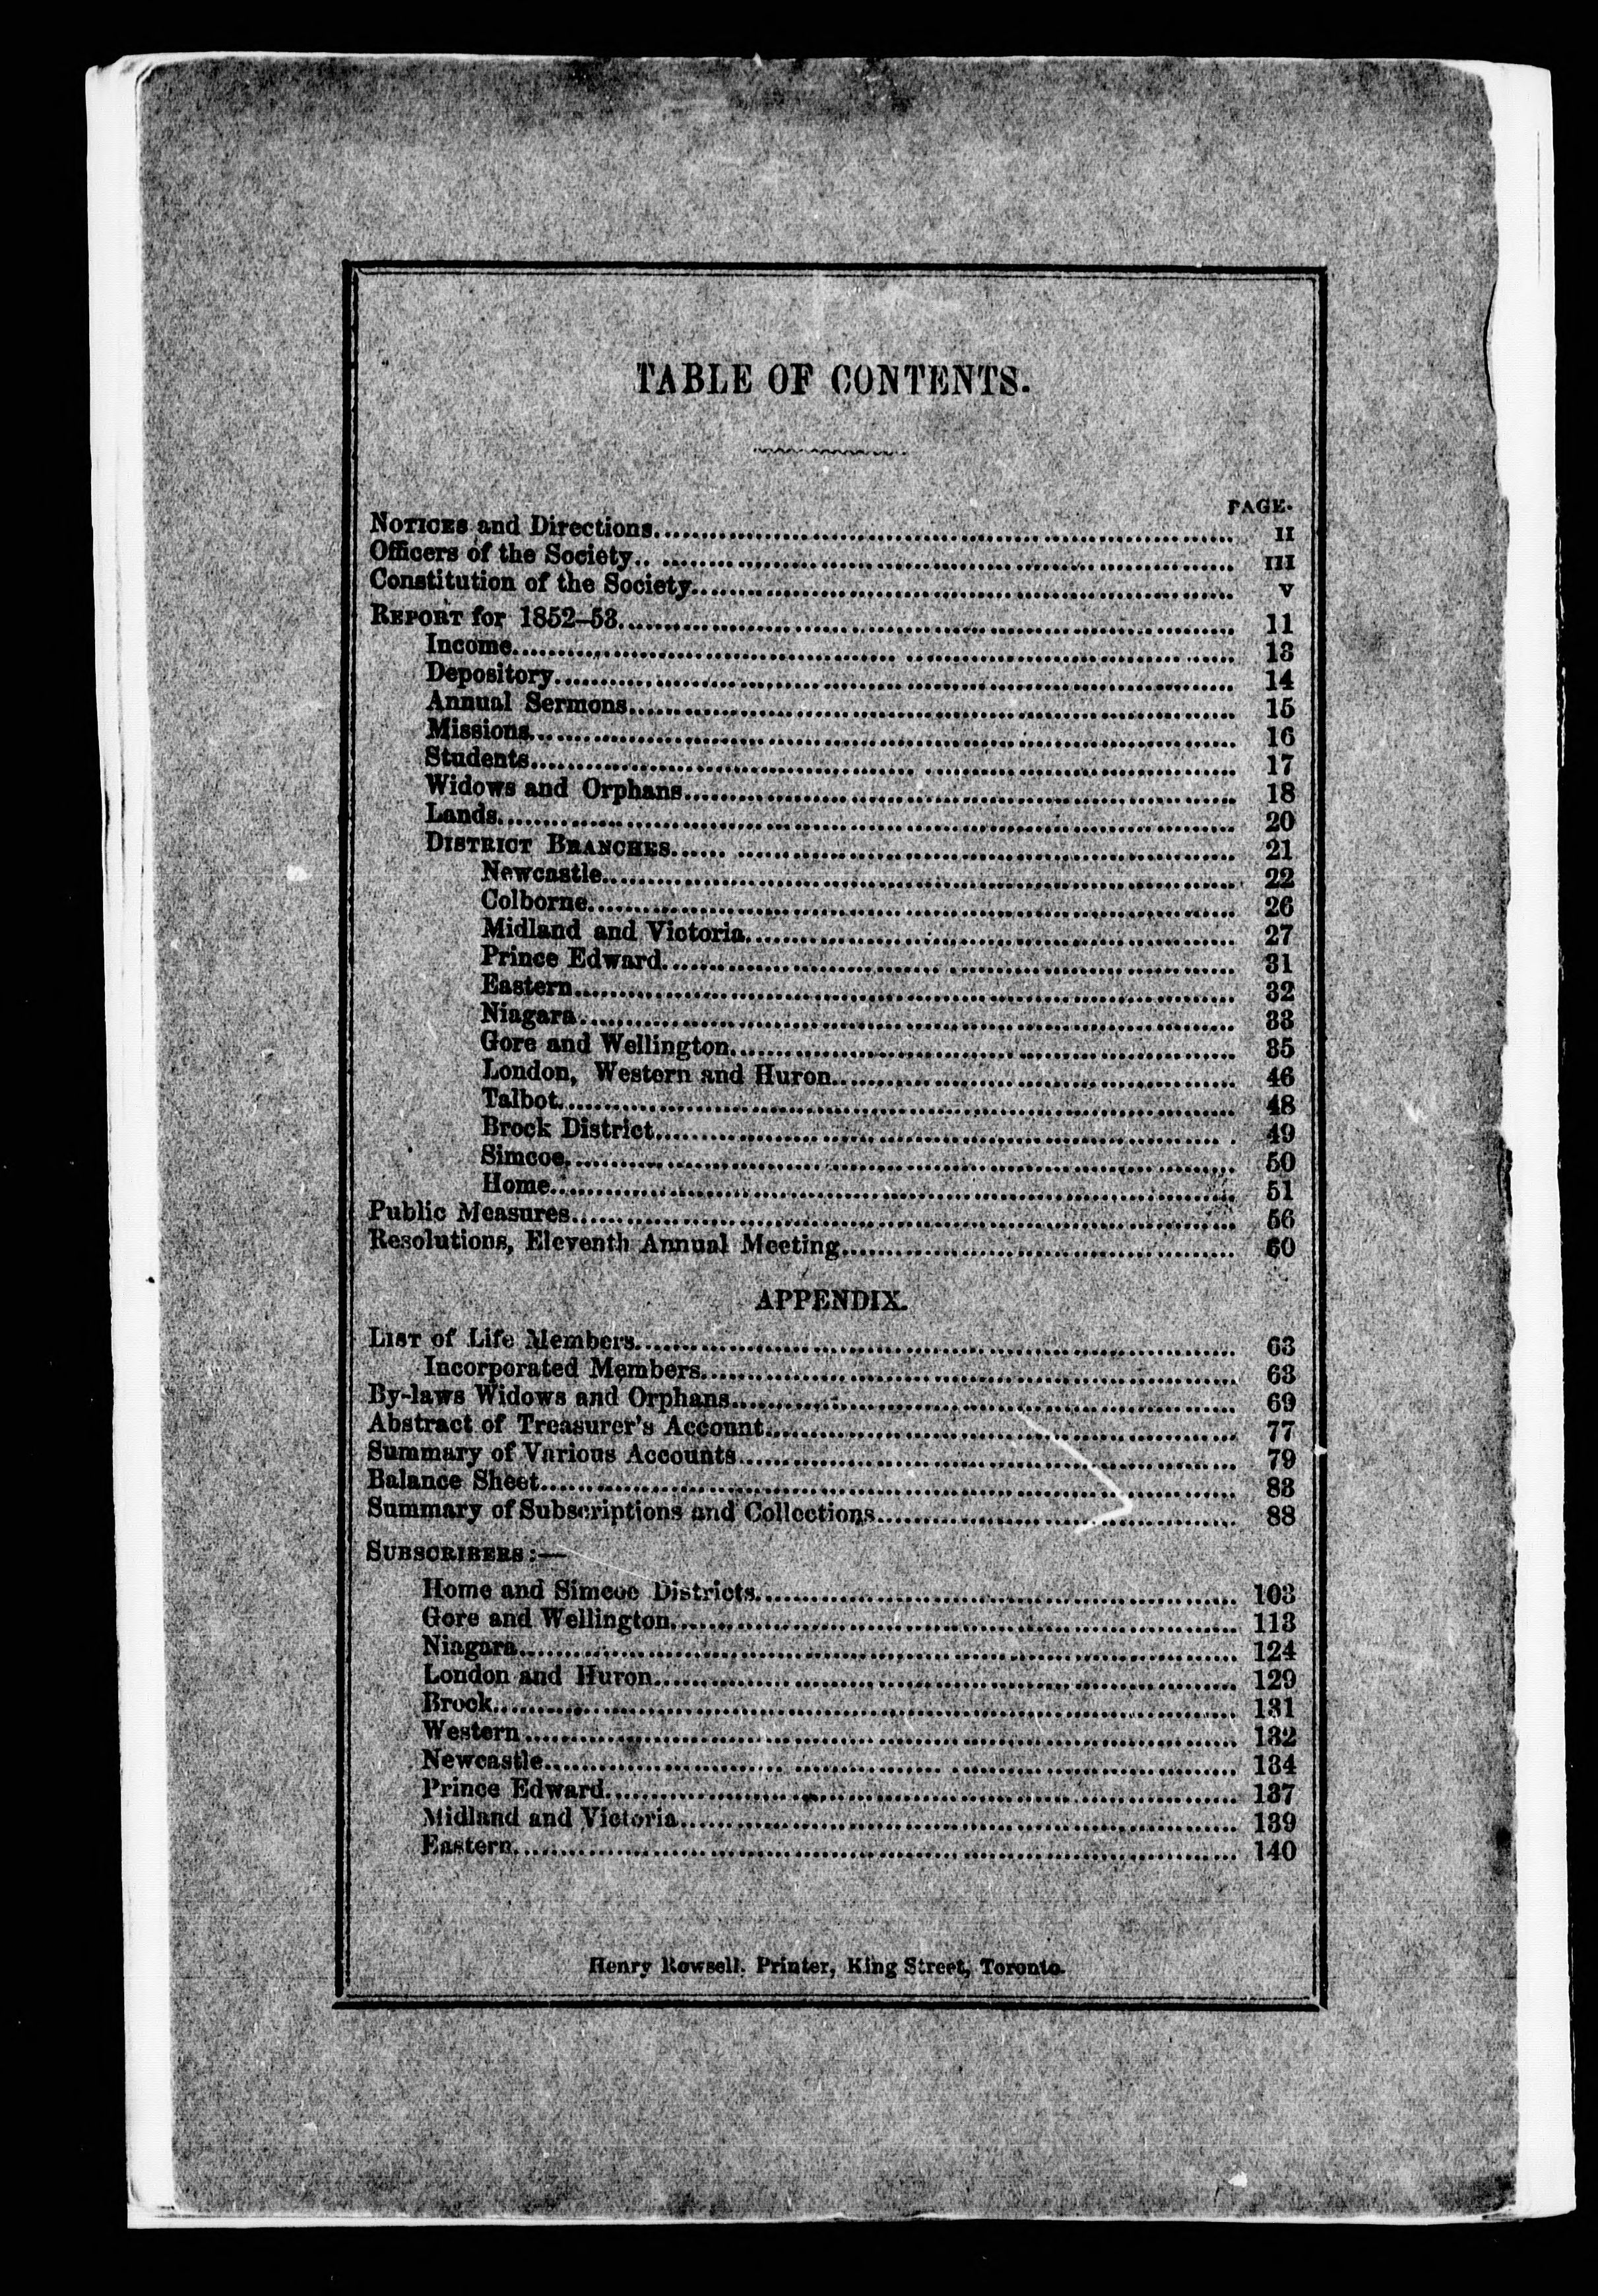 TABLE OF CONTENTS.
PAGE.
NOTICES and Directions........ II
Officers of the Society........ III
Constitution of the Society........ V
REPORT for 1852–53........ 11
Income........ 13
Depository........ 14
Annual Sermons........ 15
Missions........ 16
Students........ 17
Widows and Orphans........ 18
Lands........ 20
DISTRICT BRANCHES........ 21
Newcastle........ 22
Colborne........ 26
Midland and Victoria........ 27
Prince Edward........ 31
Eastern........ 32
Niagara........ 33
Gore and Wellington........ 35
London, Western and Huron........ 46
Talbot........ 48
Brock District........ 49
Simcoe........ 50
Home........ 51
Public Measures........ 56
Resolutions, Eleventh Annual Meeting........ 60
APPENDIX.
LIST of Life Members........ 63
Incorporated Members........ 63
By-laws Widows and Orphans........ 69
Abstract of Treasurer's Account........ 77
Summary of Various Accounts........ 79
Balance Sheet........ 83
Summary of Subscriptions and Collections........ 88
SUBSCRIBERS:—
Home and Simcoe Districts........ 103
Gore and Wellington........ 113
Niagara........ 124
London and Huron........ 129
Brock........ 131
Western........ 132
Newcastle........ 134
Prince Edward........ 137
Midland and Victoria........ 139
Eastern........ 140
Henry Rowsell, Printer, King Street, Toronto.